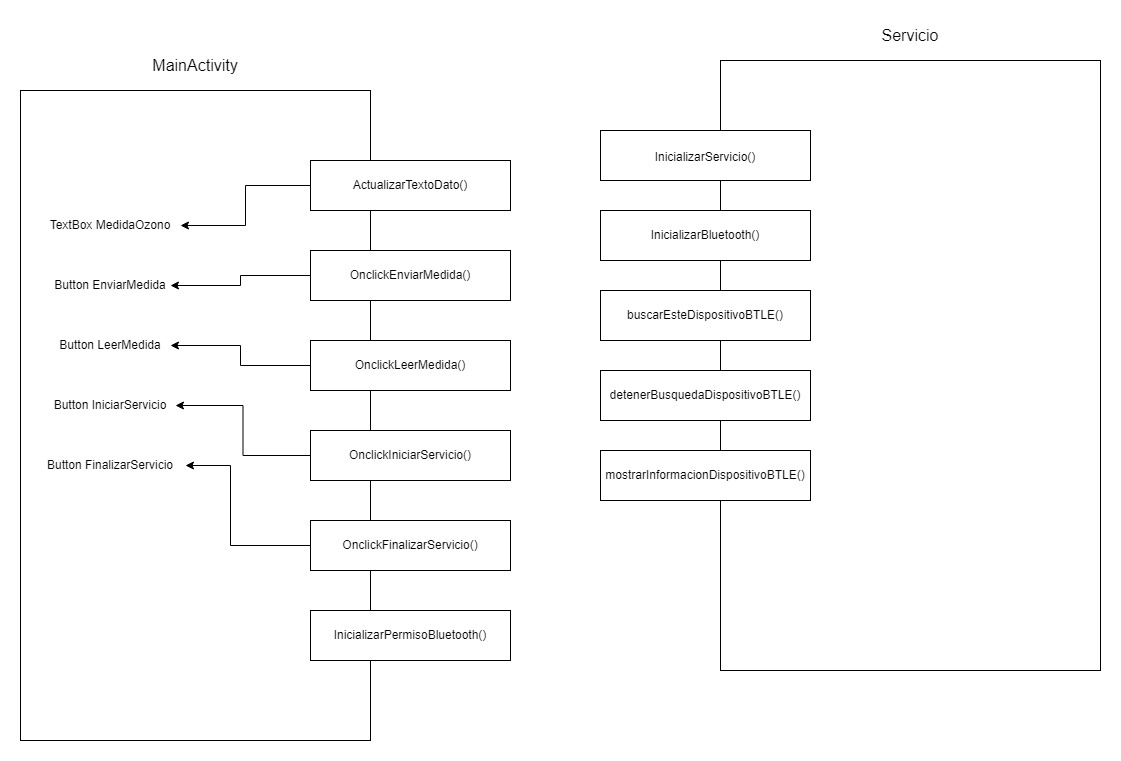 Servicio
MainActivity
InicializarServicio()
ActualizarTextoDato()
TextBox MedidaOzono
InicializarBluetooth()
OnclickEnviarMedida()
Button EnviarMedida
buscarEsteDispositivoBTLE()
Button LeerMedida
OnclickLeerMedida()
detenerBusquedaDispositivoBTLE()
Button IniciarServicio
OnclickIniciarServicio()
Button FinalizarServicio
mostrarInformacionDispositivoBTLE()
OnclickFinalizarServicio()
InicializarPermisoBluetooth()